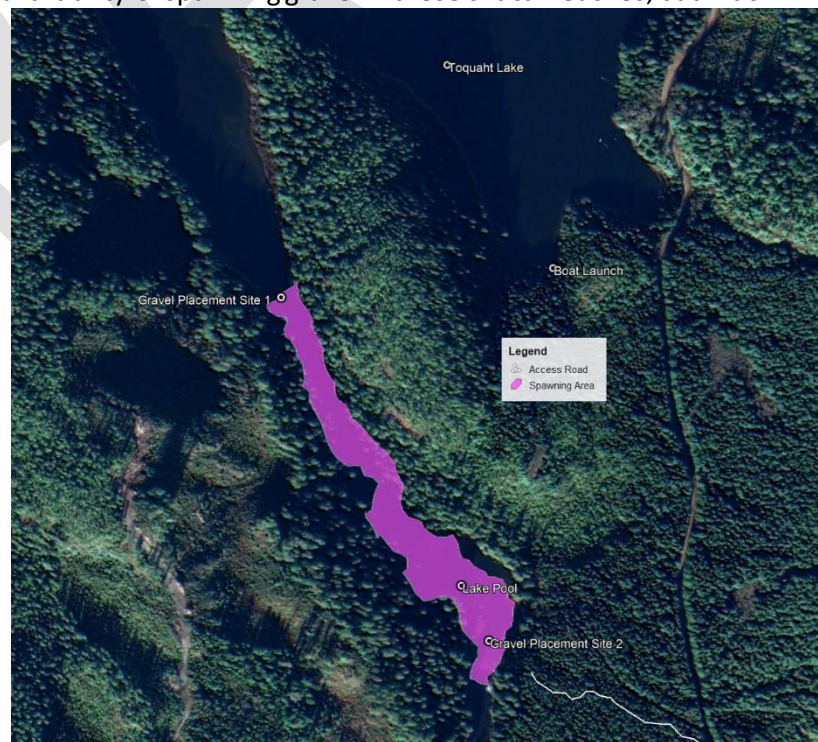 Toquaht Lake
Boat Launch
Gravel Placement Site 1
Legend
Access Road
Spawning Area
Lake Pool
Gravel Placement Site 2